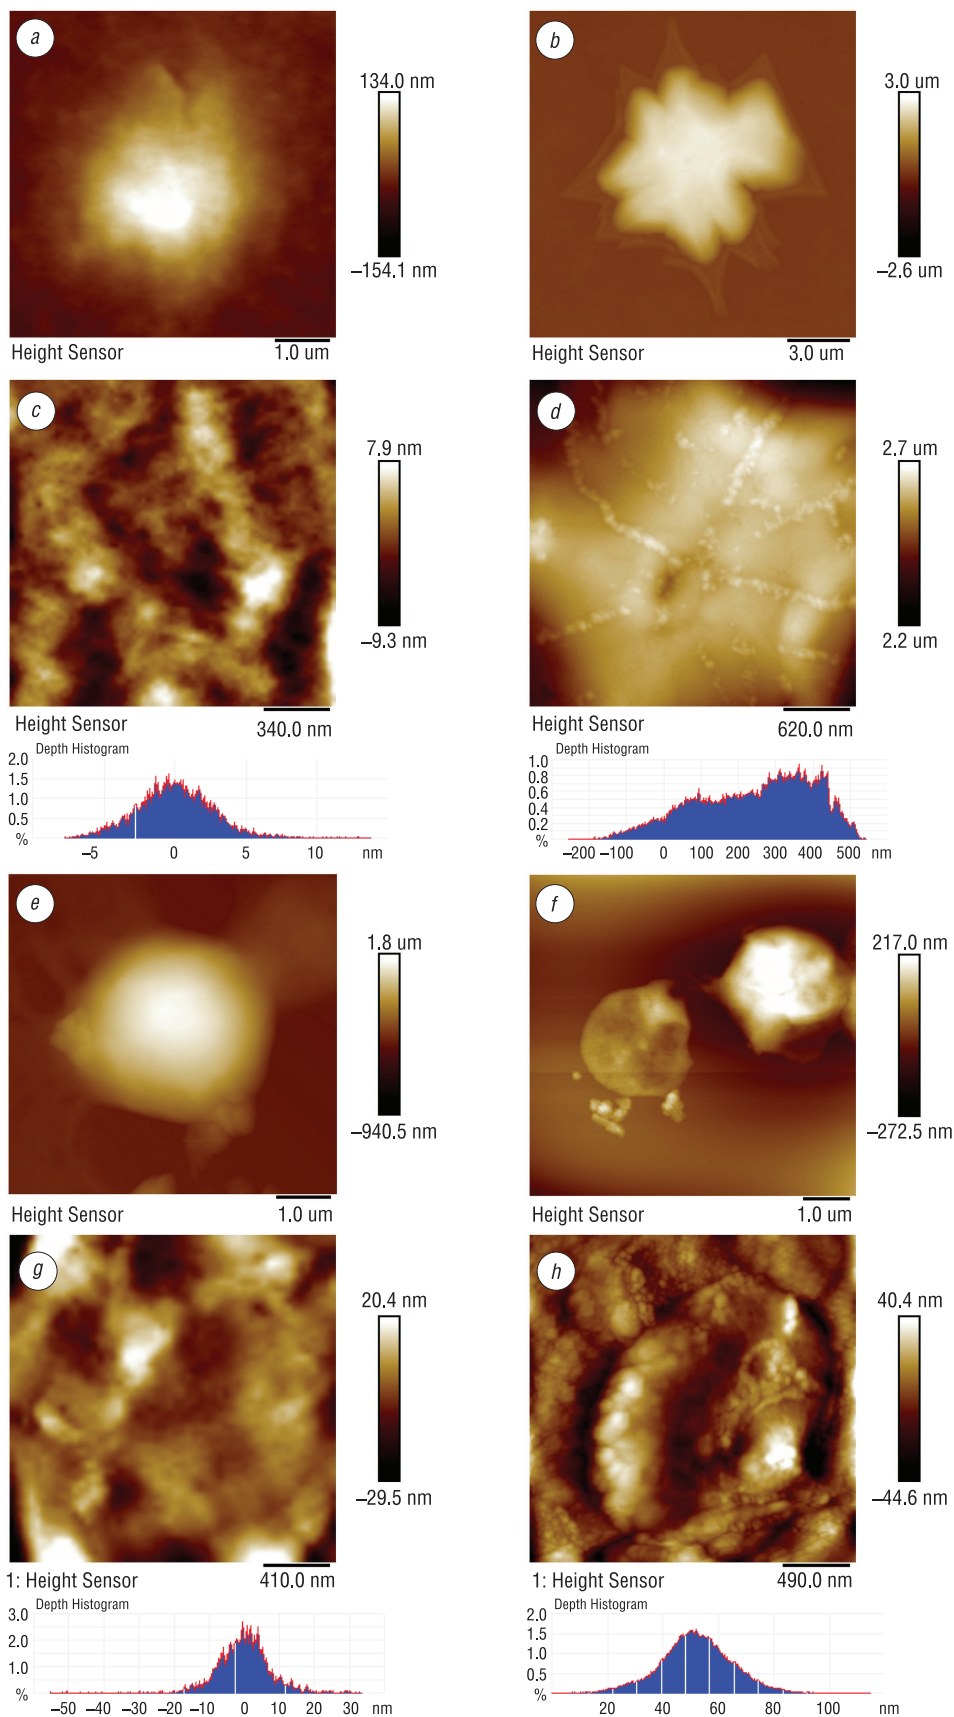 a
134.0 nm
–154.1 nm
Height Sensor
1.0 um
b
3.0 um
–2.6 um
Height Sensor
3.0 um
c
7.9 nm
–9.3 nm
Height Sensor
340.0 nm
Depth Histogram
2.0
1.5
1.0
0.5
%
–5 0 5 10 nm
d
2.7 um
2.2 um
Height Sensor
620.0 nm
Depth Histogram
1.0
0.8
0.6
0.4
0.2
%
–200 –100 0 100 200 300 400 500 nm
e
1.8 um
–940.5 nm
Height Sensor
1.0 um
f
217.0 nm
–272.5 nm
Height Sensor
1.0 um
g
20.4 nm
–29.5 nm
1: Height Sensor
410.0 nm
Depth Histogram
3.0
2.0
1.0
%
–50 –40 –30 –20 –10 0 10 20 30 nm
h
40.4 nm
–44.6 nm
1: Height Sensor
490.0 nm
Depth Histogram
2.0
1.5
1.0
0.5
%
20 40 60 80 100 nm